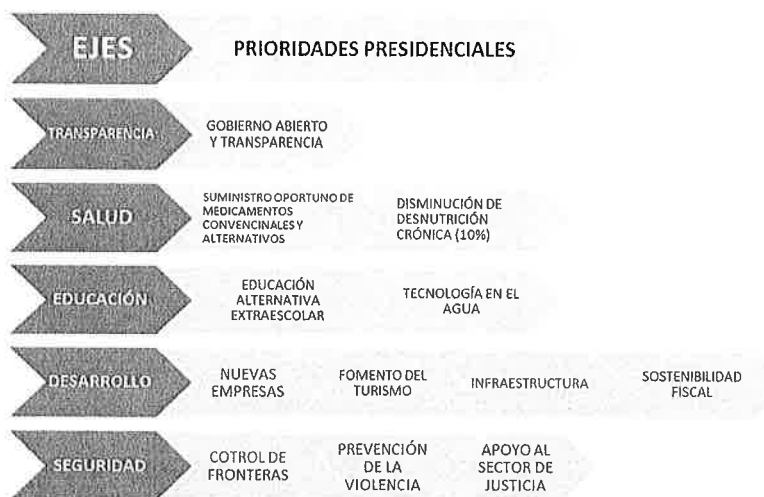 EJES
PRIORIDADES PRESIDENCIALES
TRANSPARENCIA
GOBIERNO ABIERTO
Y TRANSPARENCIA
SALUD
SUMINISTRO OPORTUNO DE
MEDICAMENTOS
CONVENCINALES Y
ALTERNATIVOS
DISMINUCIÓN DE
DESNUTRICIÓN
CRÓNICA (10%)
EDUCACIÓN
EDUCACIÓN
ALTERNATIVA
EXTRAESCOLAR
TECNOLOGÍA EN EL
AGUA
DESARROLLO
NUEVAS
EMPRESAS
FOMENTO DEL
TURISMO
INFRAESTRUCTURA
SOSTENIBILIDAD
FISCAL
SEGURIDAD
COTROL DE
FRONTERAS
PREVENCIÓN
DE LA
VIOLENCIA
APOYO AL
SECTOR DE
JUSTICIA